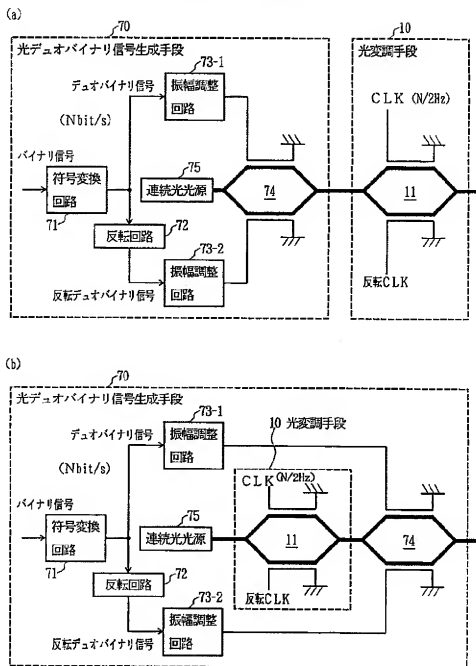 (a)
70
10
光デュオバイナリ信号生成手段
光変調手段
73-1
デュオバイナリ信号
振幅調整
回路
CLK (N/2Hz)
(Nbit/s)
バイナリ信号
75
符号変換
回路
連続光光源
74
11
71
72
反転回路
73-2
振幅調整
回路
反転デュオバイナリ信号
反転CLK
(b)
70
光デュオバイナリ信号生成手段
73-1
デュオバイナリ信号
振幅調整
回路
10 光変調手段
(Nbit/s)
CLK (N/2Hz)
バイナリ信号
75
符号変換
回路
連続光光源
11
74
71
72
反転回路
反転CLK
73-2
振幅調整
回路
反転デュオバイナリ信号